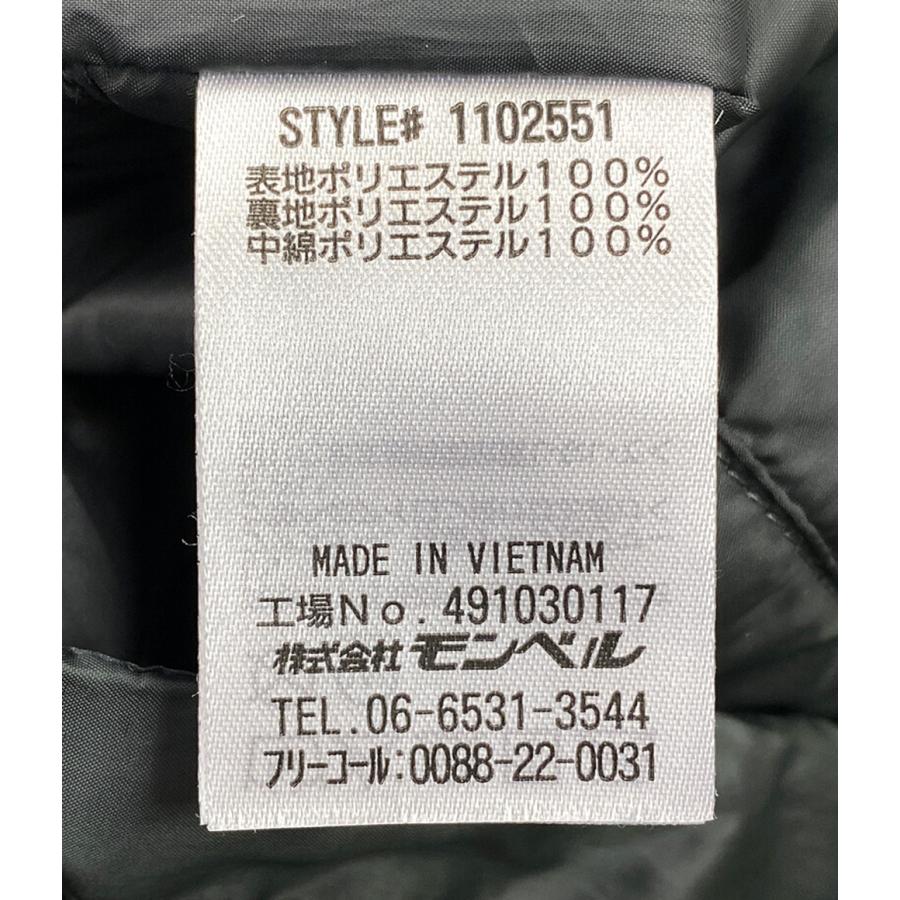 STYLE# 1102551
表地ポリエステル１００％
裏地ポリエステル１００％
中綿ポリエステル１００％
MADE IN VIETNAM
工場Ｎｏ．491030117
株式会社モンベル
TEL.06-6531-3544
フリーコール:0088-22-0031